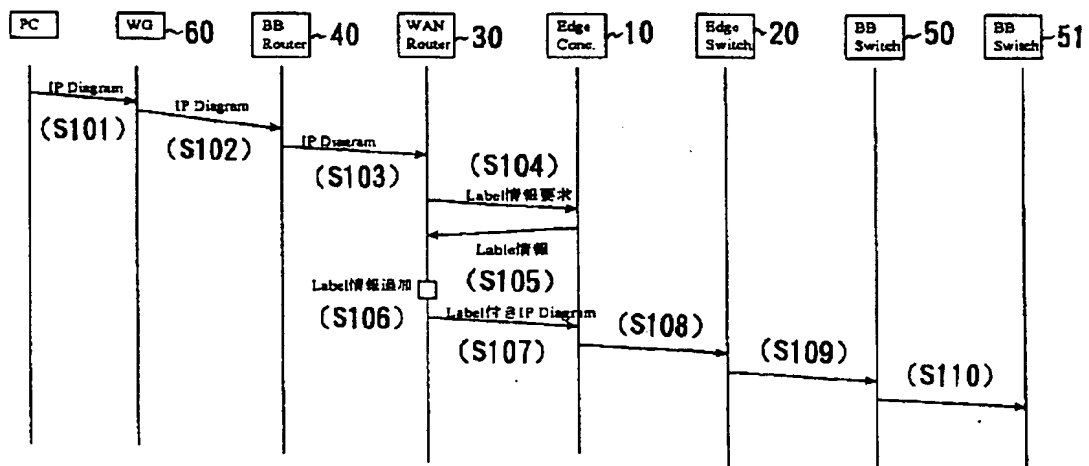 PC
WG
60
BB
Router
40
WAN
Router
30
Edge
Conc.
10
Edge
Switch
20
BB
Switch
50
BB
Switch
51
IP Diagram
(S101)
IP Diagram
(S102)
IP Diagram
(S103)
(S104)
Label情報要求
Lable情報
(S105)
Label情報追加
(S106)
Label付きIP Diagram
(S107)
(S108)
(S109)
(S110)